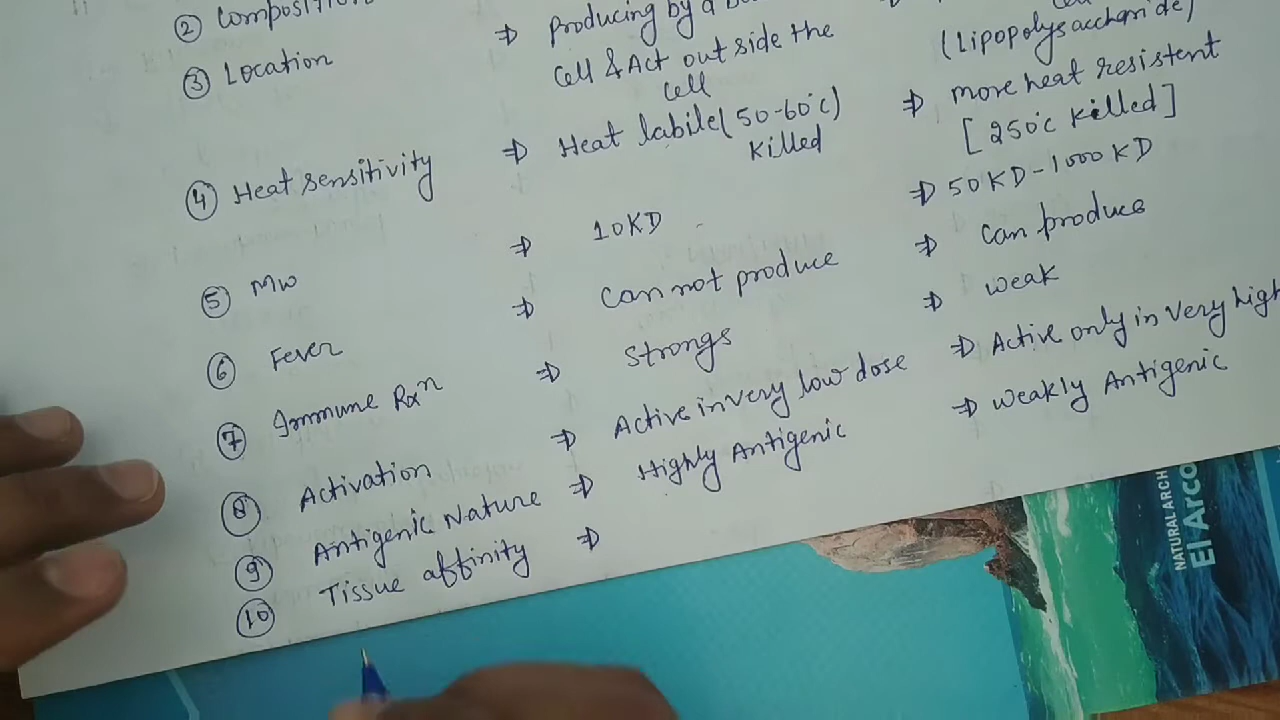 ② Composition
③ Location
⇒ Producing by a
cell & Act out side the
cell
(Lipopolysaccharide)
④ Heat sensitivity ⇒ Heat labile (50-60°C)
killed
⇒ more heat resistent
[250°C killed]
⑤ MW ⇒ 10KD ⇒ 50KD-1000KD
⑥ Fever ⇒ Can not produce ⇒ Can produce
⑦ Immune Rxn ⇒ Strongs ⇒ weak
⑧ Activation ⇒ Active in very low dose ⇒ Active only in very high
⑨ Antigenic Nature ⇒ Highly Antigenic ⇒ weakly Antigenic
⑩ Tissue affinity ⇒
NATURAL ARCH
El Arco